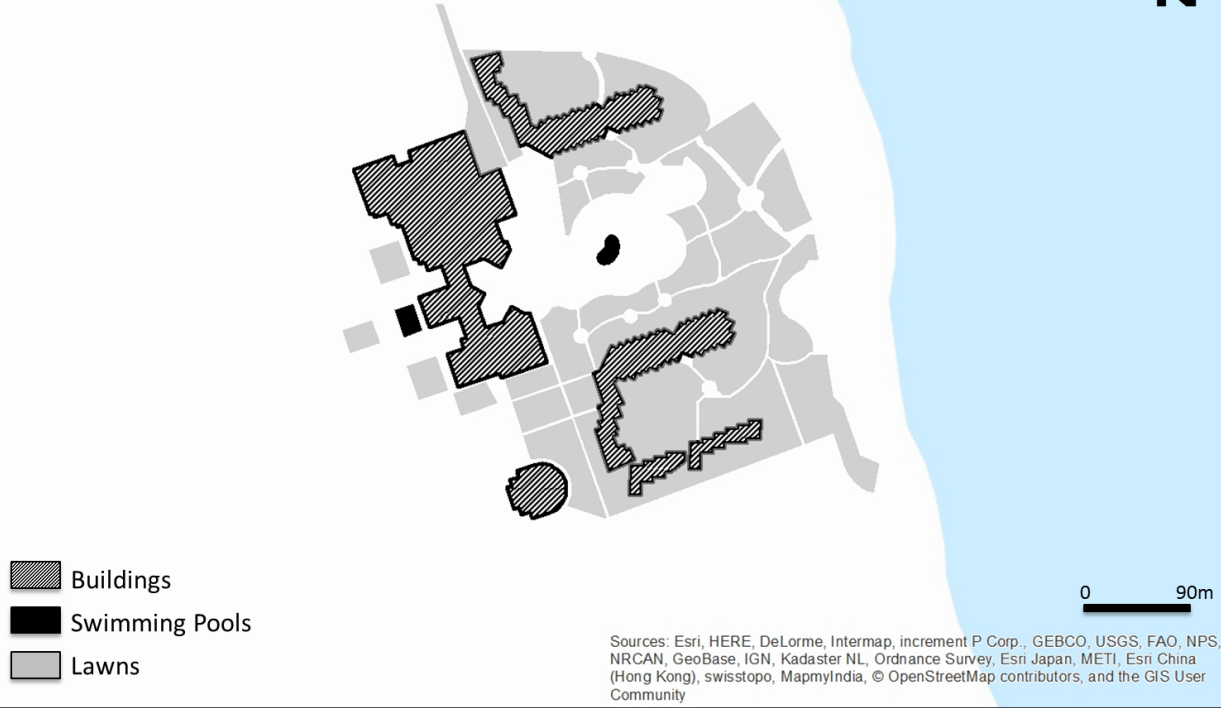 Buildings
Swimming Pools
Lawns
0 90m
Sources: Esri, HERE, DeLorme, Intermap, increment P Corp., GEBCO, USGS, FAO, NPS,
NRCAN, GeoBase, IGN, Kadaster NL, Ordnance Survey, Esri Japan, METI, Esri China
(Hong Kong), swisstopo, MapmyIndia, © OpenStreetMap contributors, and the GIS User
Community